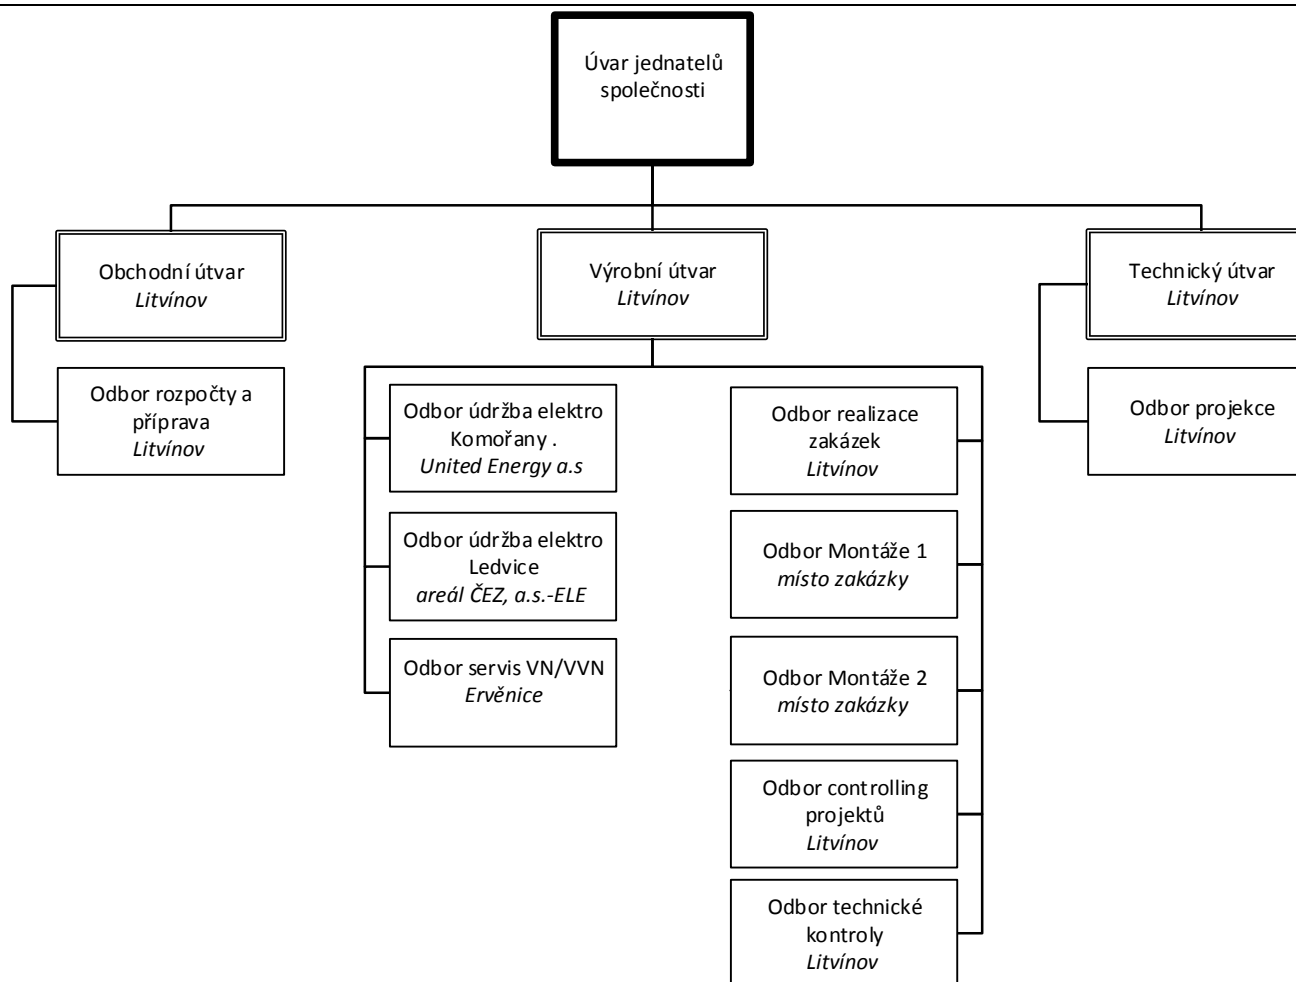 Úvar jednatelů
společnosti
Obchodní útvar
Litvínov
Výrobní útvar
Litvínov
Technický útvar
Litvínov
Odbor rozpočty a
příprava
Litvínov
Odbor údržba elektro
Komořany .
United Energy a.s
Odbor údržba elektro
Ledvice
areál ČEZ, a.s.-ELE
Odbor servis VN/VVN
Ervěnice
Odbor realizace
zakázek
Litvínov
Odbor Montáže 1
místo zakázky
Odbor Montáže 2
místo zakázky
Odbor controlling
projektů
Litvínov
Odbor technické
kontroly
Litvínov
Odbor projekce
Litvínov